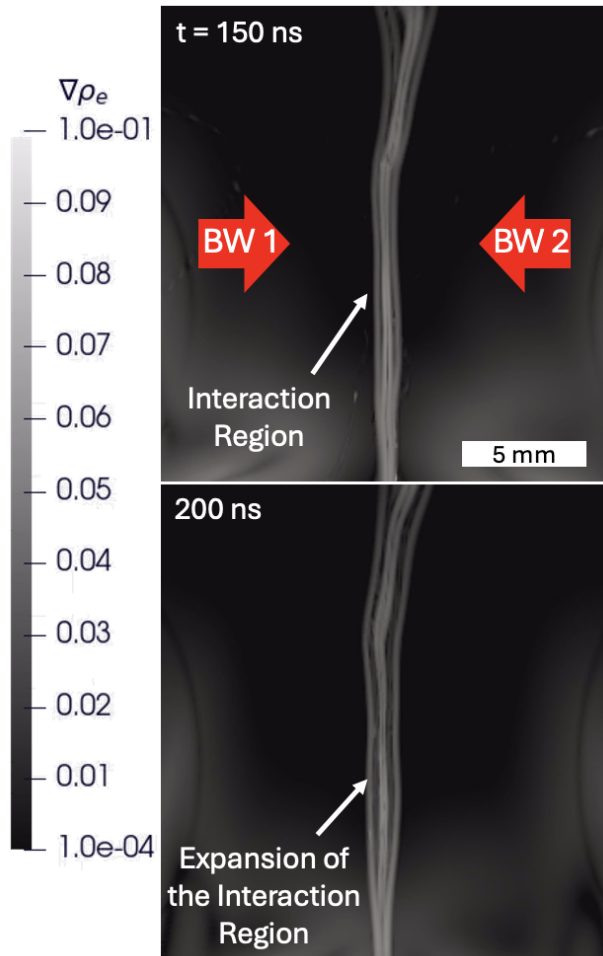 ∇ρₑ
1.0e-01
0.09
0.08
0.07
0.06
0.05
0.04
0.03
0.02
0.01
1.0e-04
t = 150 ns
BW 1
BW 2
Interaction
Region
5 mm
200 ns
Expansion of
the Interaction
Region